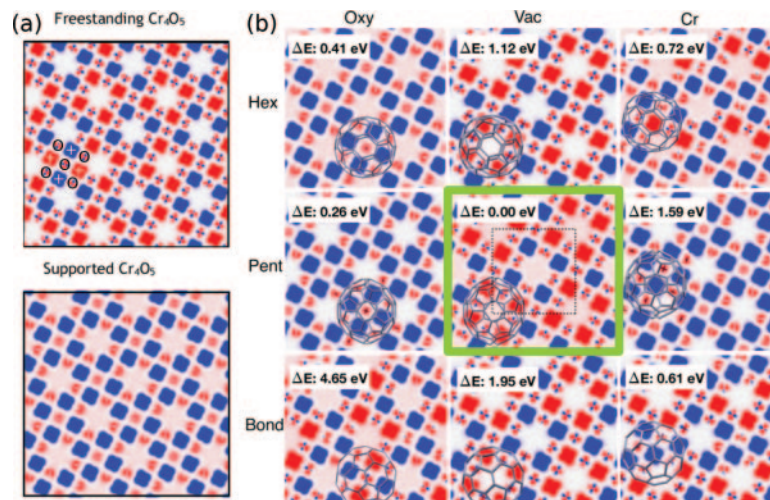 (a)
Freestanding Cr₄O₅
O
+
O
O
O
+
O
Supported Cr₄O₅
(b)
Oxy
Vac
Cr
Hex
ΔE: 0.41 eV
ΔE: 1.12 eV
ΔE: 0.72 eV
Pent
ΔE: 0.26 eV
ΔE: 0.00 eV
ΔE: 1.59 eV
Bond
ΔE: 4.65 eV
ΔE: 1.95 eV
ΔE: 0.61 eV